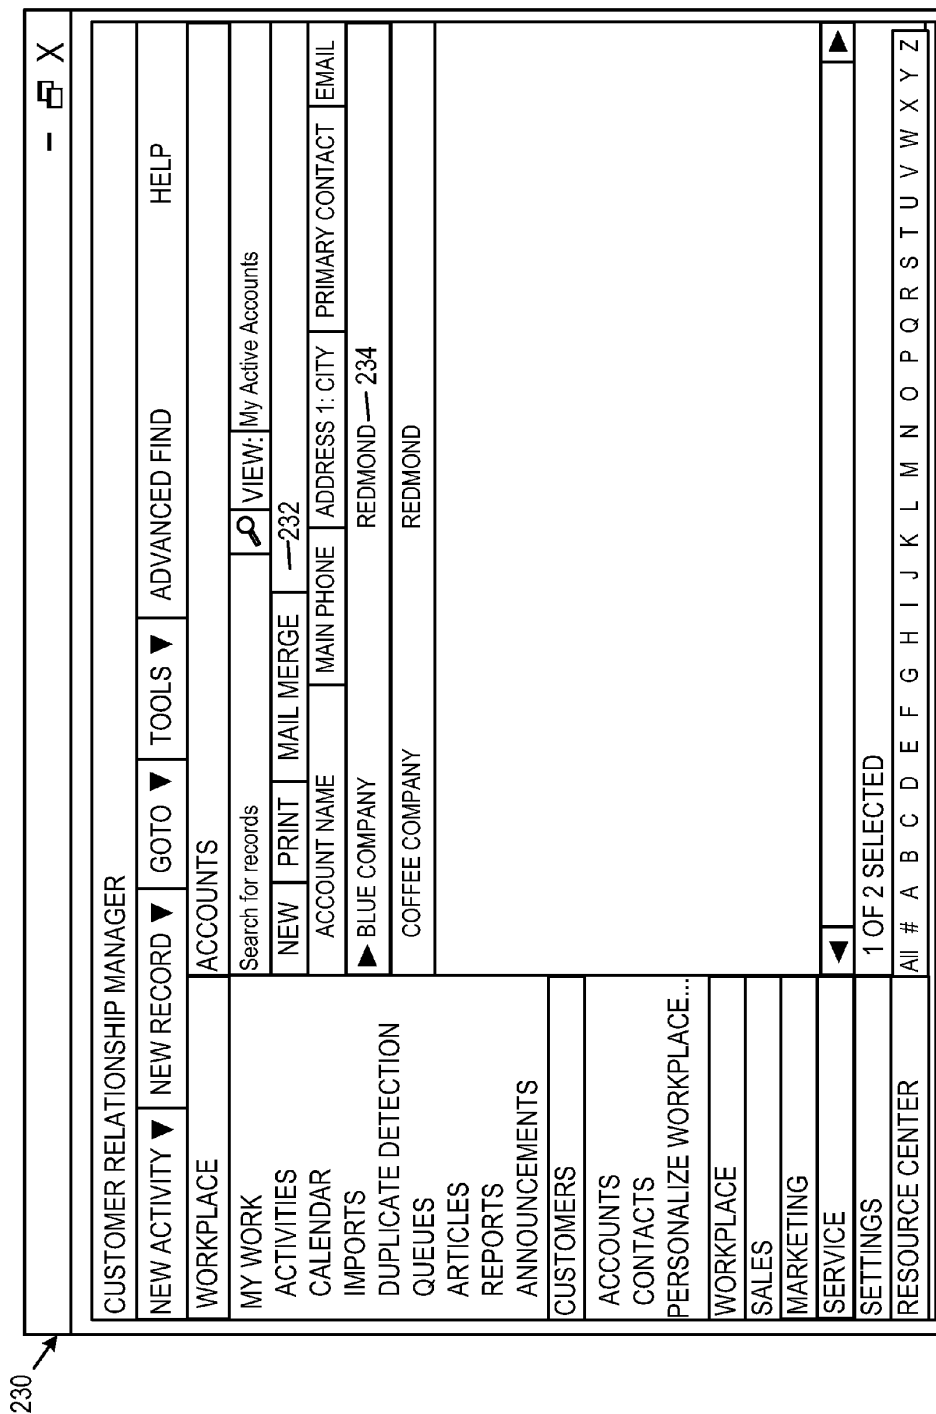 230
– X
CUSTOMER RELATIONSHIP MANAGER
NEW ACTIVITY ▼ NEW RECORD ▼ GOTO ▼ TOOLS ▼ ADVANCED FIND HELP
WORKPLACE
MY WORK
ACTIVITIES
CALENDAR
IMPORTS
DUPLICATE DETECTION
QUEUES
ARTICLES
REPORTS
ANNOUNCEMENTS
CUSTOMERS
ACCOUNTS
CONTACTS
PERSONALIZE WORKPLACE...
WORKPLACE
SALES
MARKETING
SERVICE
SETTINGS
RESOURCE CENTER
ACCOUNTS
Search for records VIEW: My Active Accounts
NEW PRINT MAIL MERGE 232
ACCOUNT NAME MAIN PHONE ADDRESS 1: CITY PRIMARY CONTACT EMAIL
▶ BLUE COMPANY REDMOND 234
COFFEE COMPANY REDMOND
1 OF 2 SELECTED
All # A B C D E F G H I J K L M N O P Q R S T U V W X Y Z